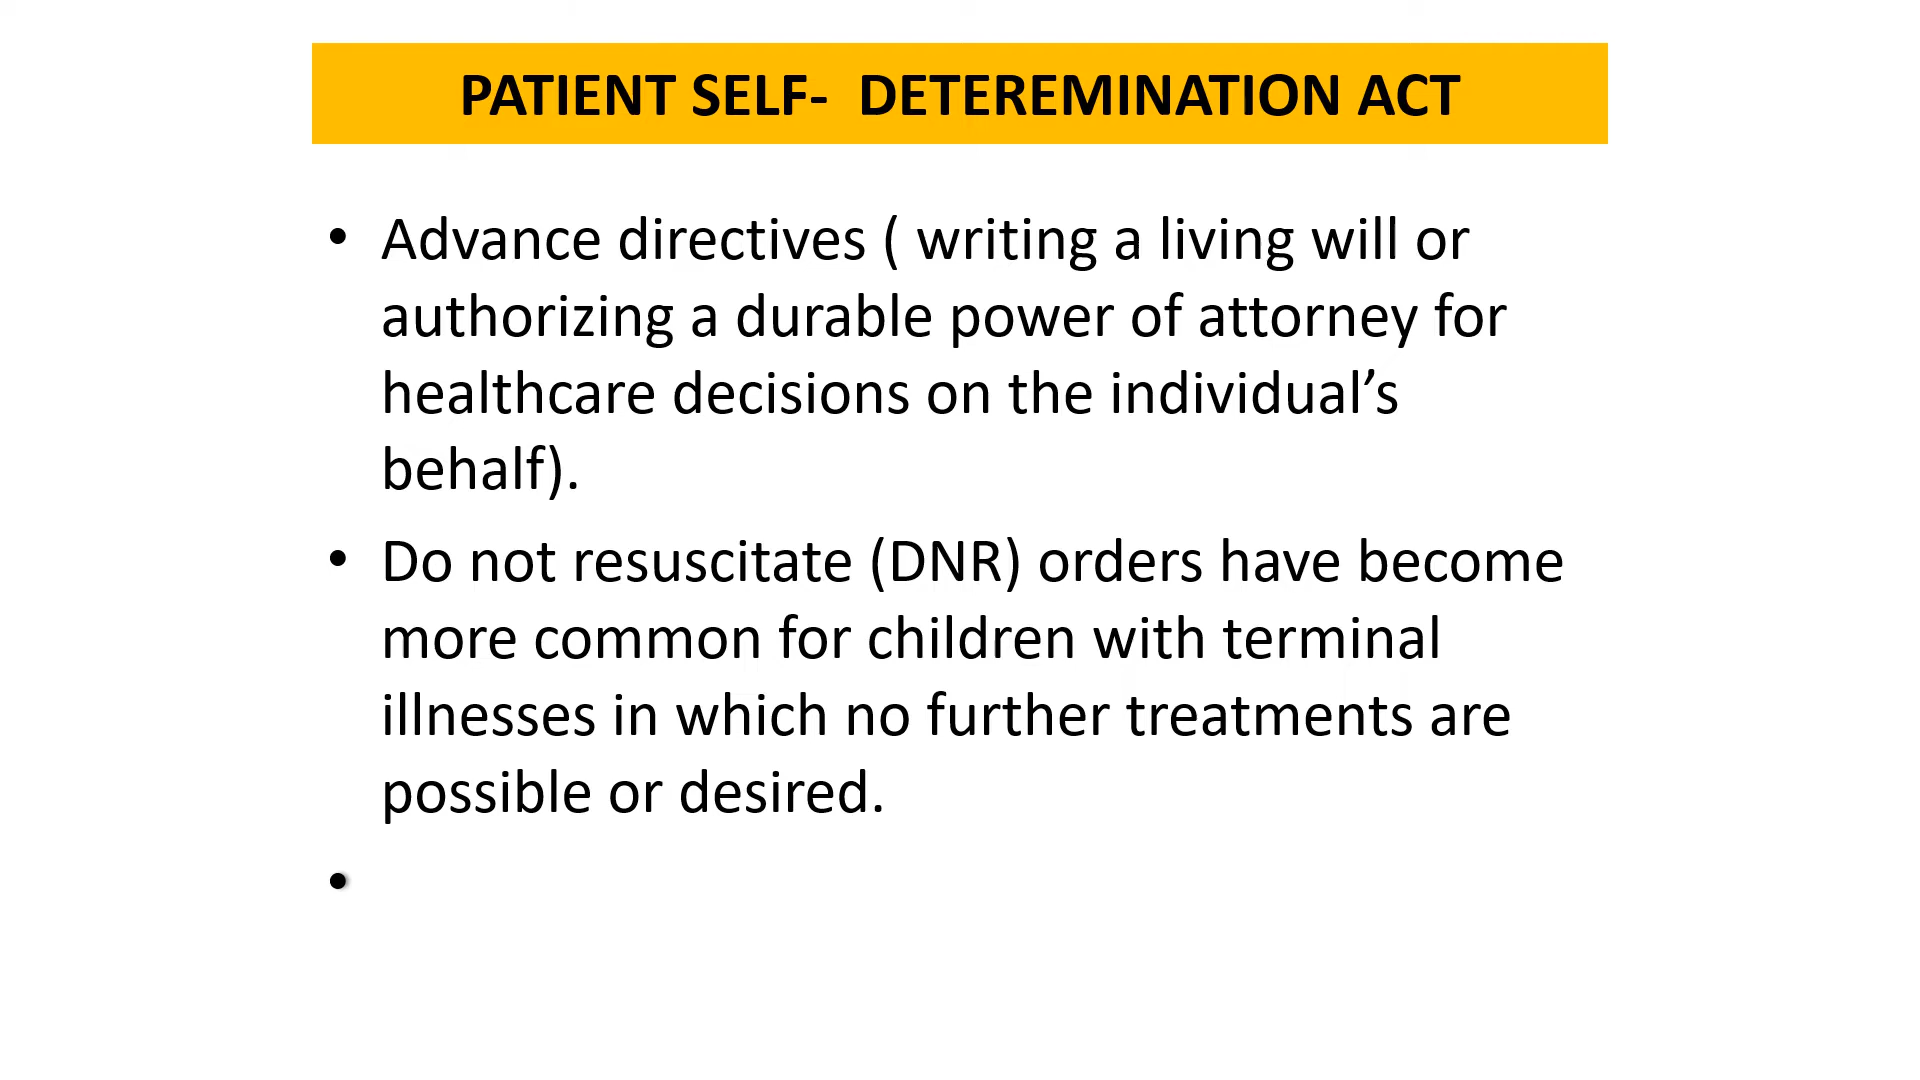 PATIENT SELF-  DETEREMINATION ACT
• Advance directives ( writing a living will or
authorizing a durable power of attorney for
healthcare decisions on the individual’s
behalf).
• Do not resuscitate (DNR) orders have become
more common for children with terminal
illnesses in which no further treatments are
possible or desired.
•